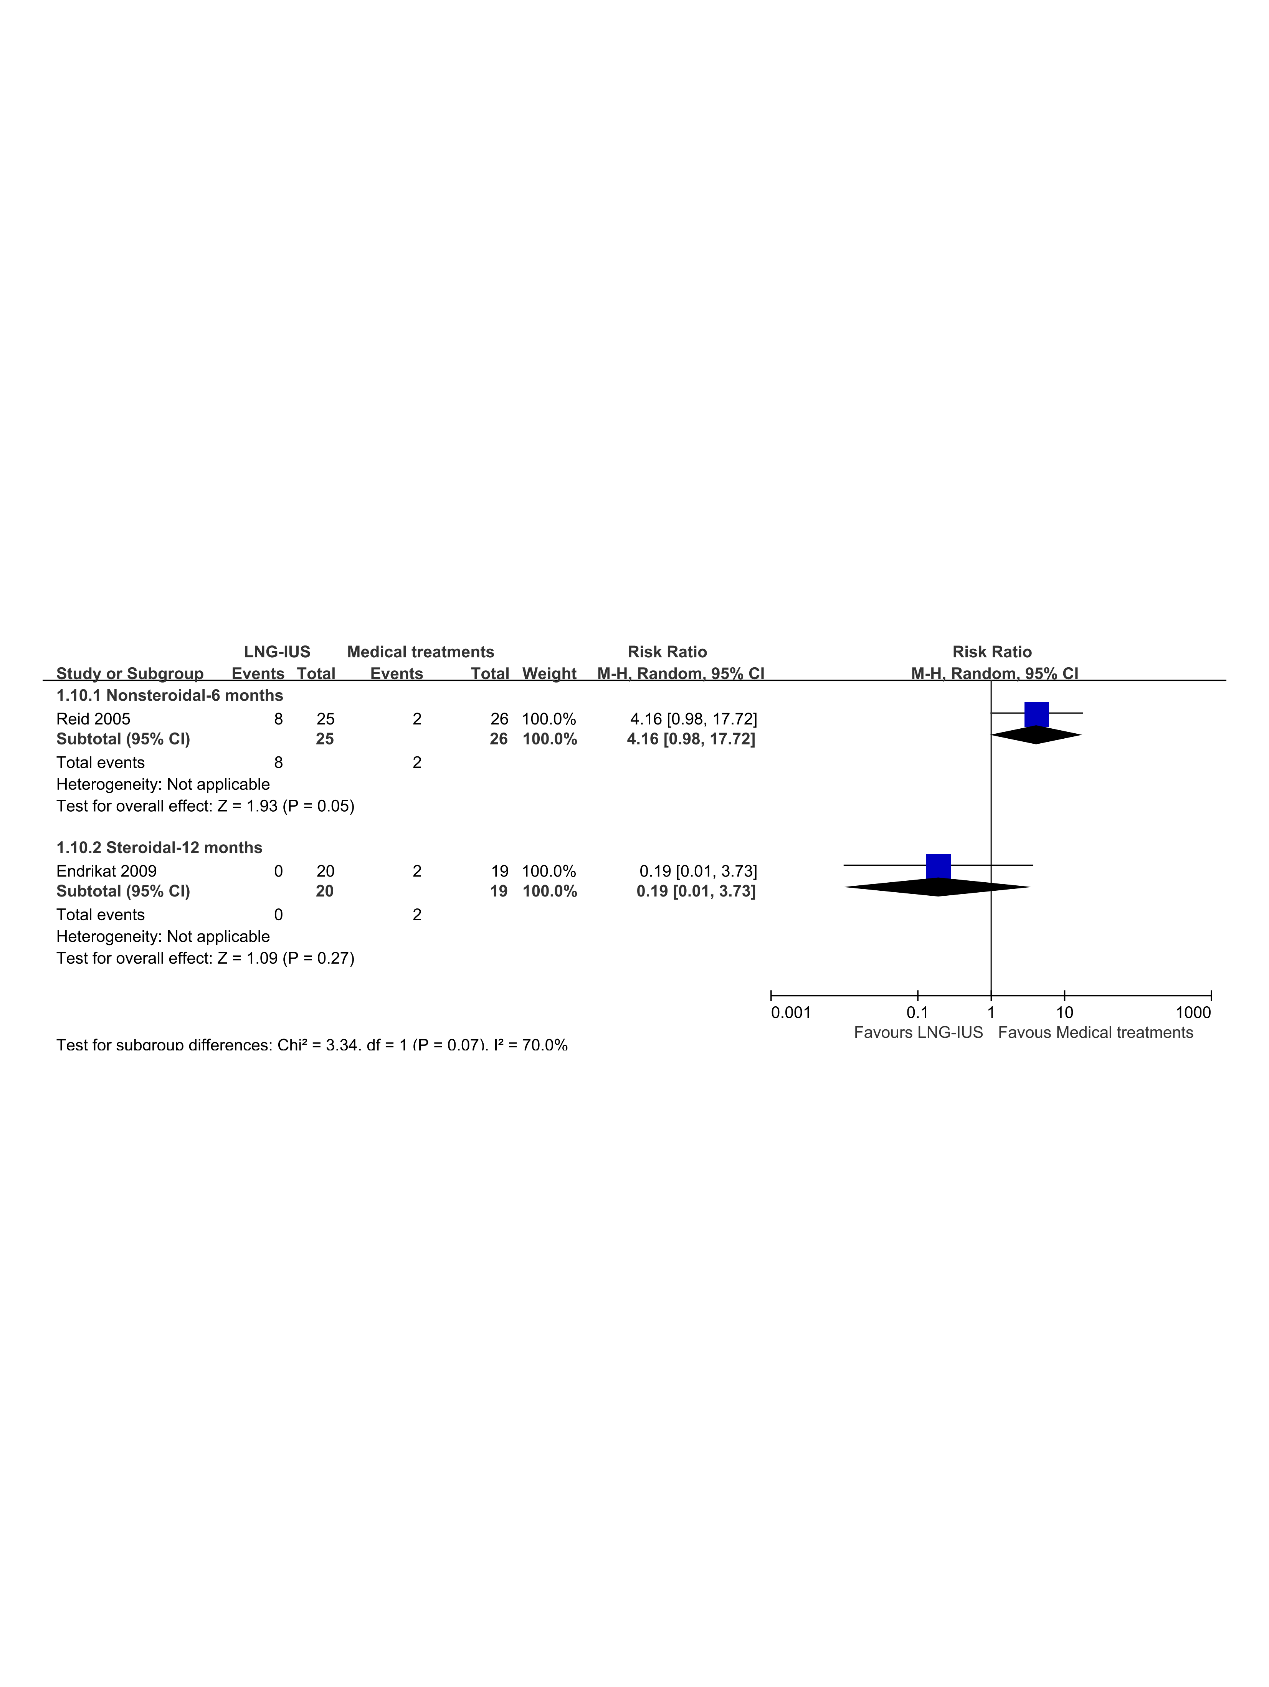 LNG-IUS Medical treatments Risk Ratio Risk Ratio
Study or Subgroup Events Total Events Total Weight M-H, Random, 95% CI M-H, Random, 95% CI
1.10.1 Nonsteroidal-6 months
Reid 2005 8 25 2 26 100.0% 4.16 [0.98, 17.72]
Subtotal (95% CI) 25 26 100.0% 4.16 [0.98, 17.72]
Total events 8 2
Heterogeneity: Not applicable
Test for overall effect: Z = 1.93 (P = 0.05)
1.10.2 Steroidal-12 months
Endrikat 2009 0 20 2 19 100.0% 0.19 [0.01, 3.73]
Subtotal (95% CI) 20 19 100.0% 0.19 [0.01, 3.73]
Total events 0 2
Heterogeneity: Not applicable
Test for overall effect: Z = 1.09 (P = 0.27)
0.001 0.1 1 10 1000
Favours LNG-IUS Favous Medical treatments
Test for subgroup differences: Chi² = 3.34, df = 1 (P = 0.07), I² = 70.0%